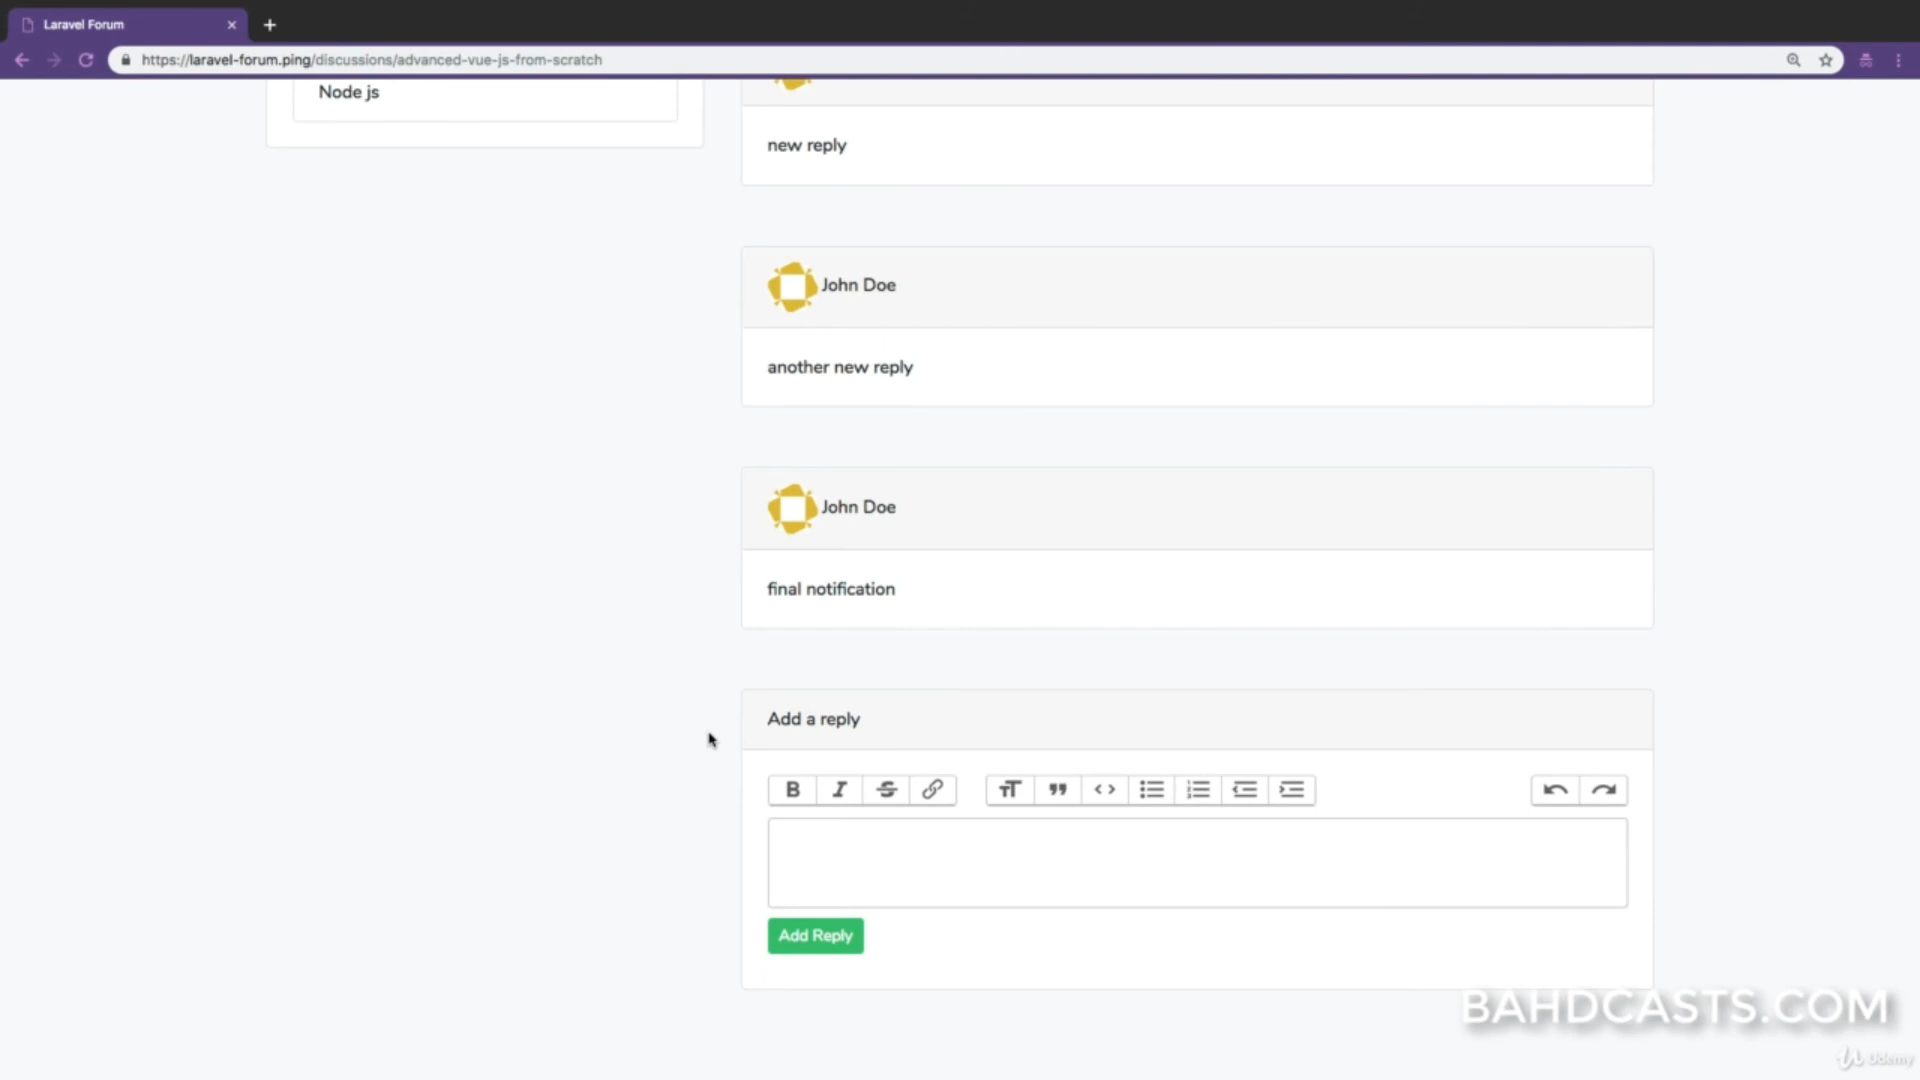 Laravel Forum
https://laravel-forum.ping/discussions/advanced-vue-js-from-scratch
Node js
new reply
John Doe
another new reply
John Doe
final notification
Add a reply
Add Reply
BAHDCASTS.COM
Udemy